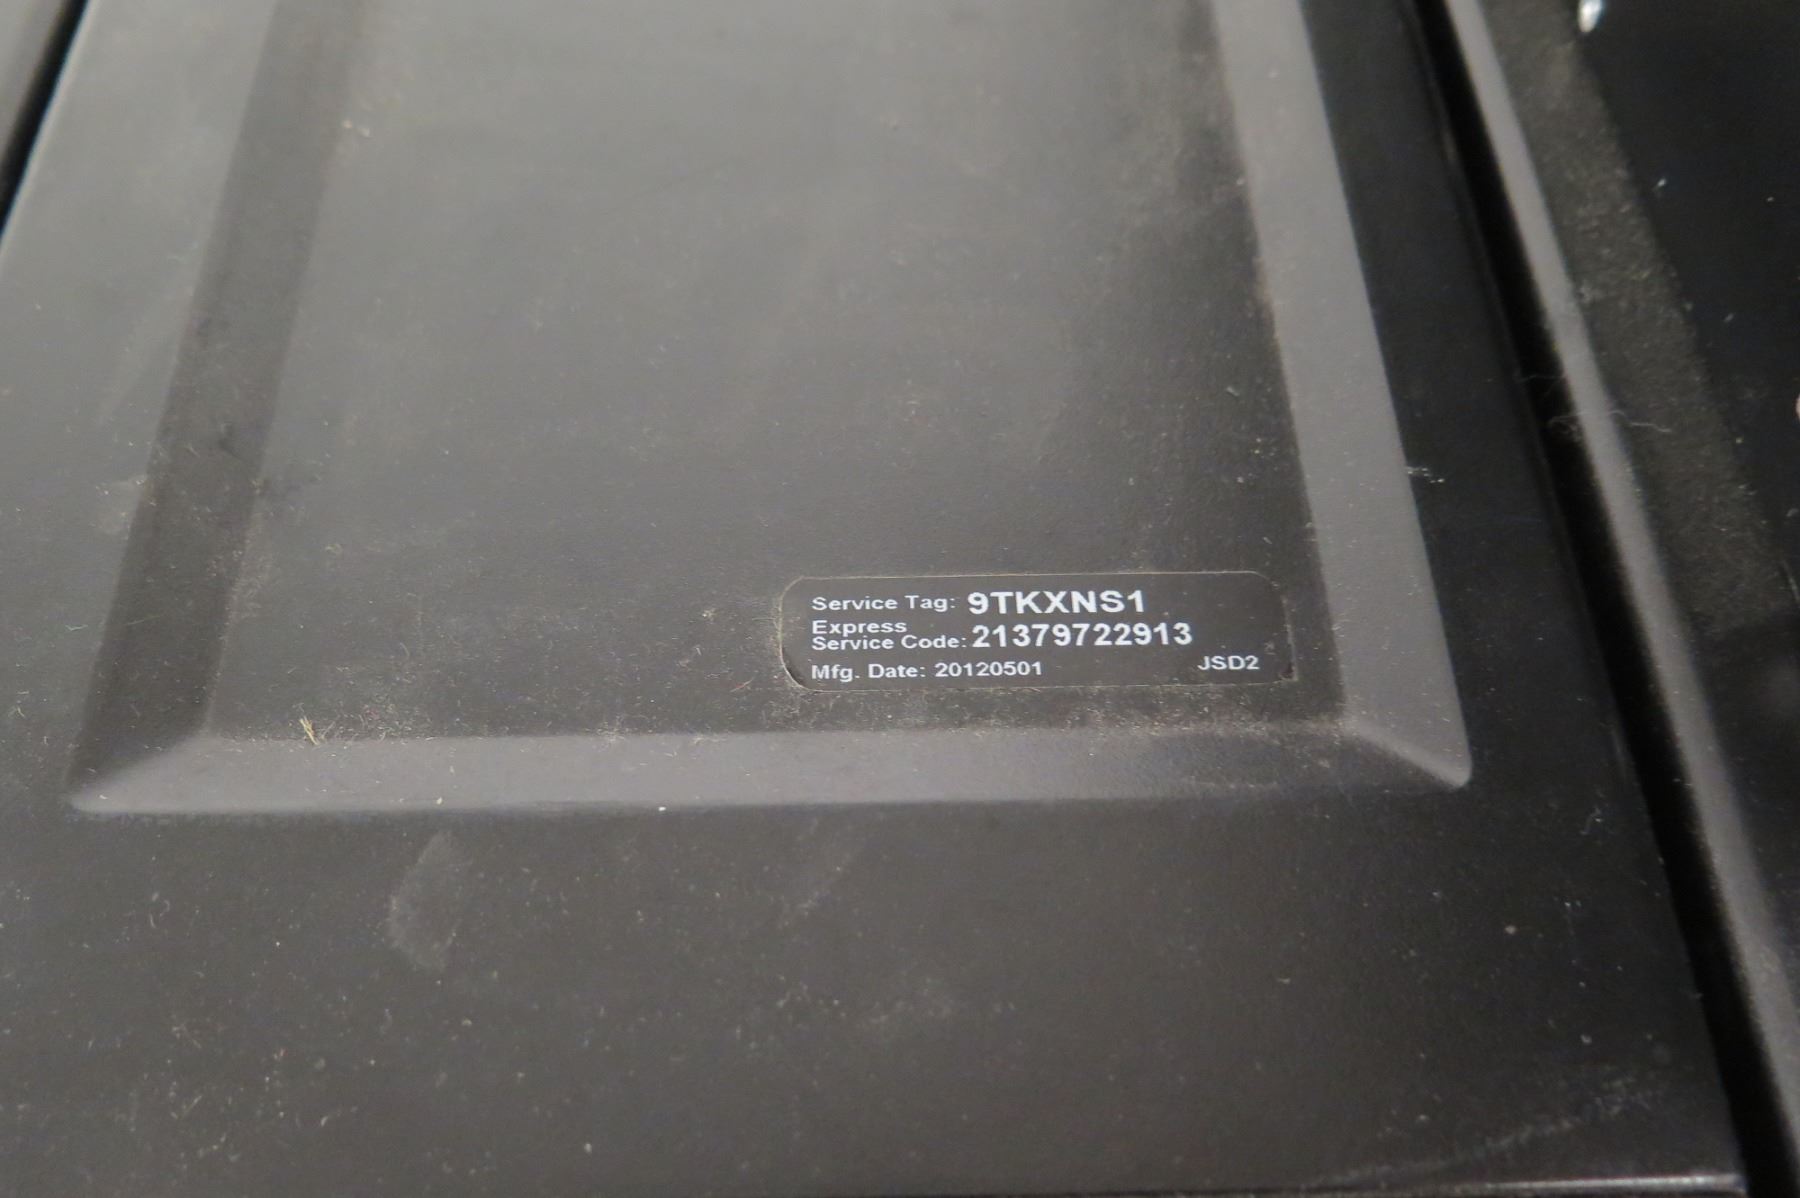 Service Tag: 9TKXNS1
Express
Service Code: 21379722913
Mfg. Date: 20120501 JSD2